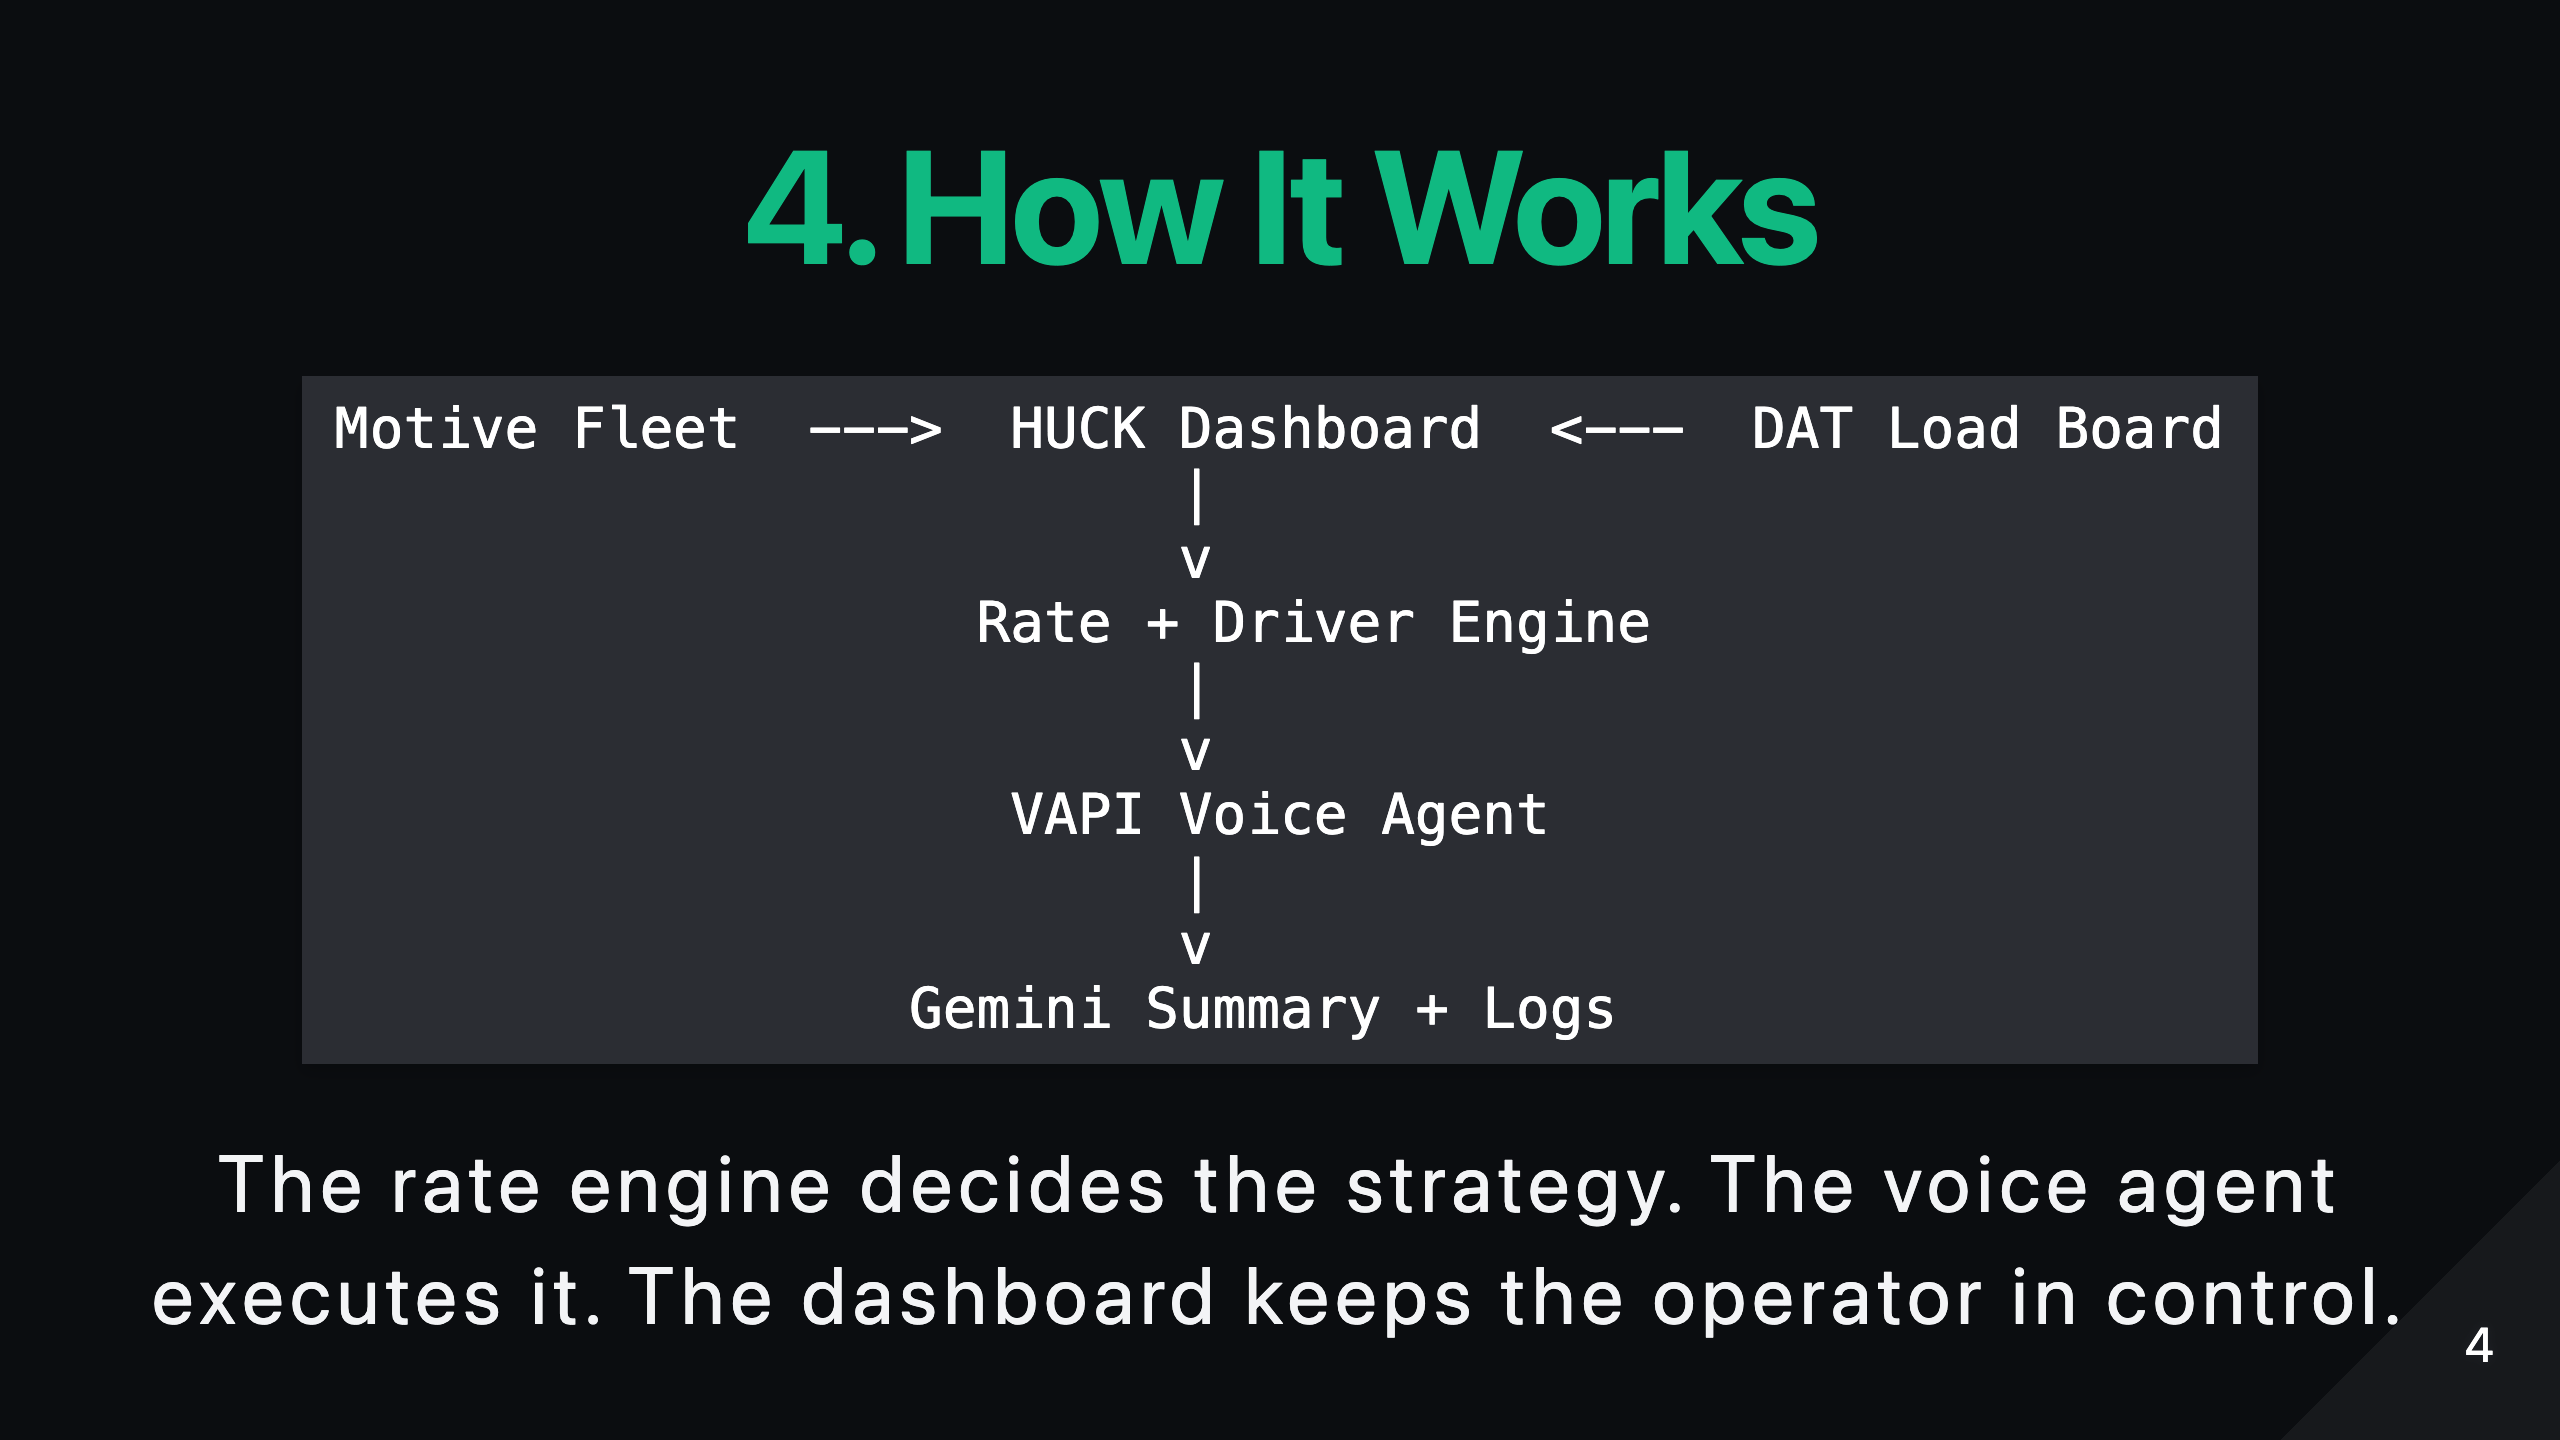 4. How It Works
Motive Fleet  --->  HUCK Dashboard  <---  DAT Load Board
|
v
Rate + Driver Engine
|
v
VAPI Voice Agent
|
v
Gemini Summary + Logs
The rate engine decides the strategy. The voice agent
executes it. The dashboard keeps the operator in control.
4